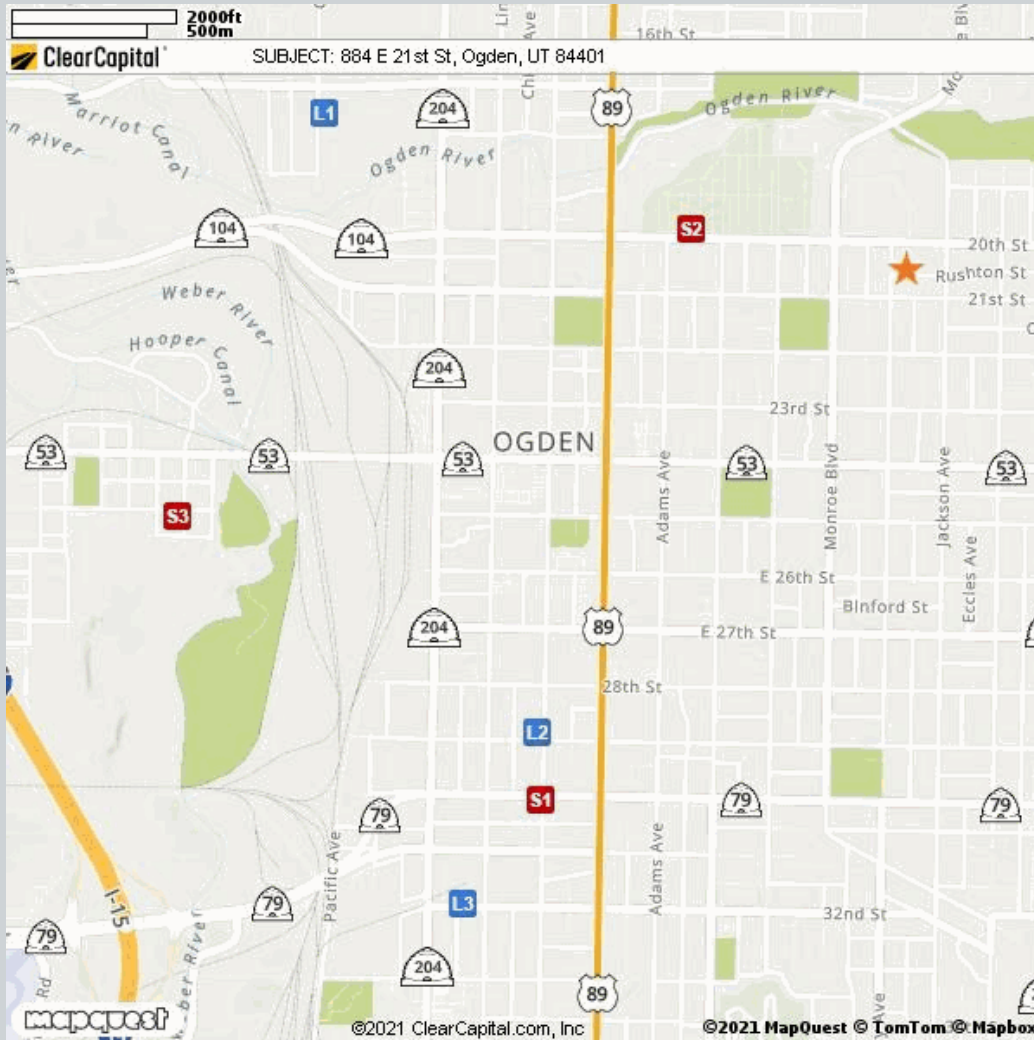 2000ft
500m
16th St
ClearCapital
SUBJECT: 884 E 21st St, Ogden, UT 84401
Marriot Canal
River
L1
204
Ogden River
89
Ogden River
104
104
S2
20th St
Rushton St
21st St
Weber River
Hooper Canal
204
23rd St
OGDEN
53
53
53
53
53
Adams Ave
Monroe Blvd
Jackson Ave
S3
E 26th St
Binford St
Eccles Ave
204
89
E 27th St
28th St
L2
S1
79
79
79
Pacific Ave
Adams Ave
I-15
79
L3
32nd St
79
204
89
Rd
River
Ave
mapquest
©2021 ClearCapital.com, Inc
©2021 MapQuest © TomTom © Mapbox